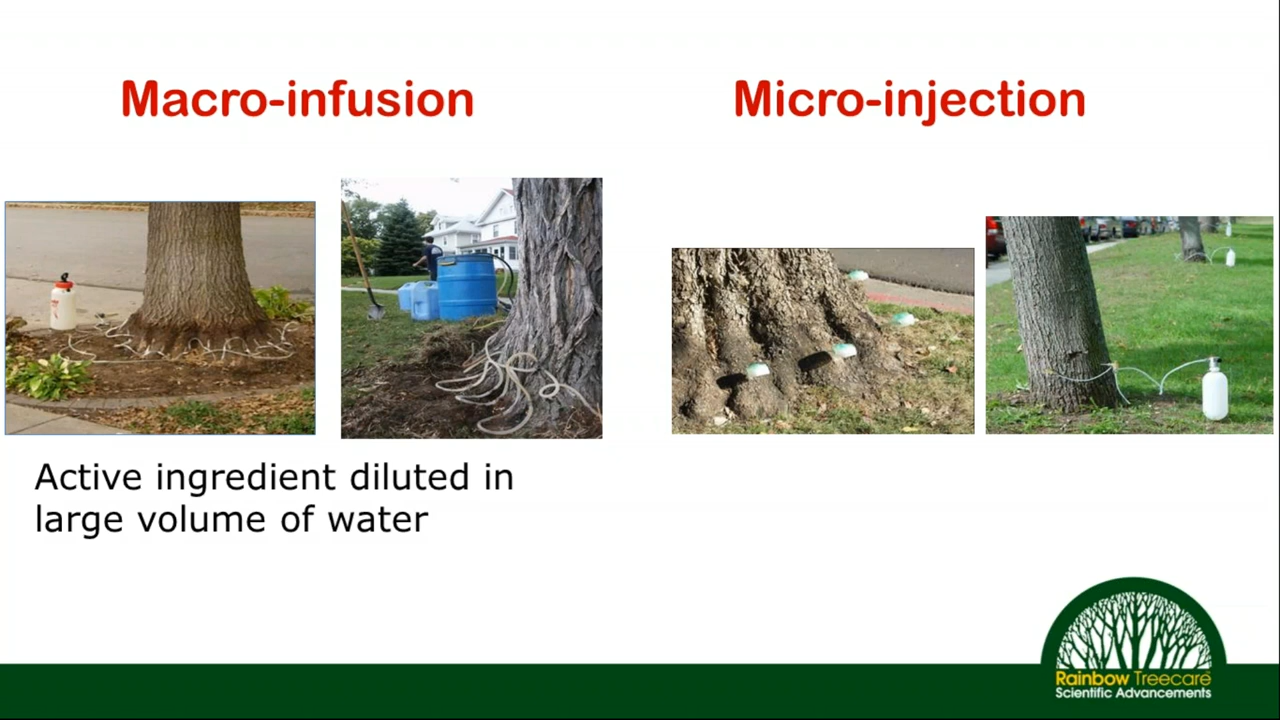 Macro-infusion
Micro-injection
Active ingredient diluted in
large volume of water
Rainbow Treecare
Scientific Advancements